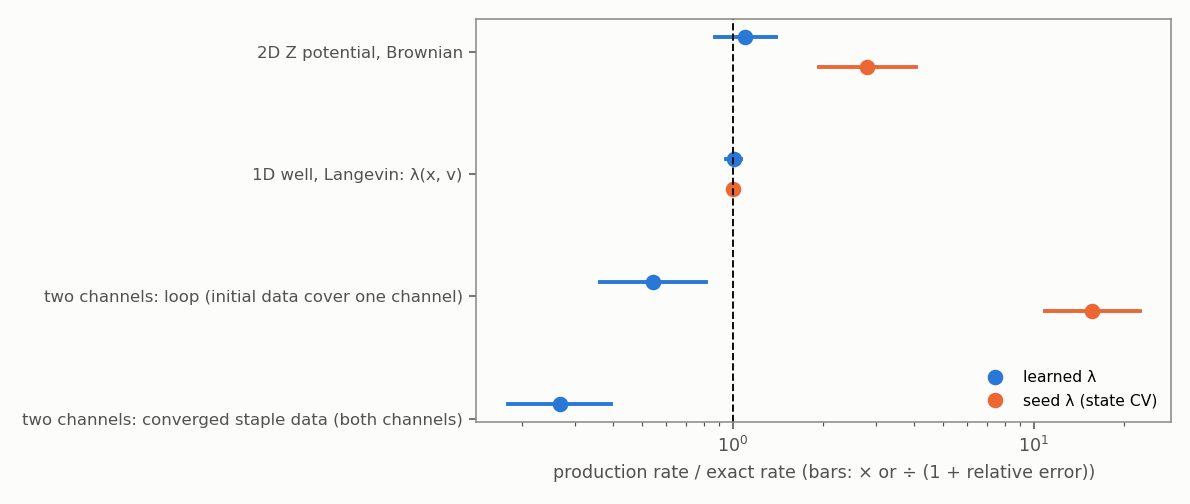 2D Z potential, Brownian
1D well, Langevin: λ(x, v)
two channels: loop (initial data cover one channel)
two channels: converged staple data (both channels)
learned λ
seed λ (state CV)
10⁰
10¹
production rate / exact rate (bars: × or ÷ (1 + relative error))